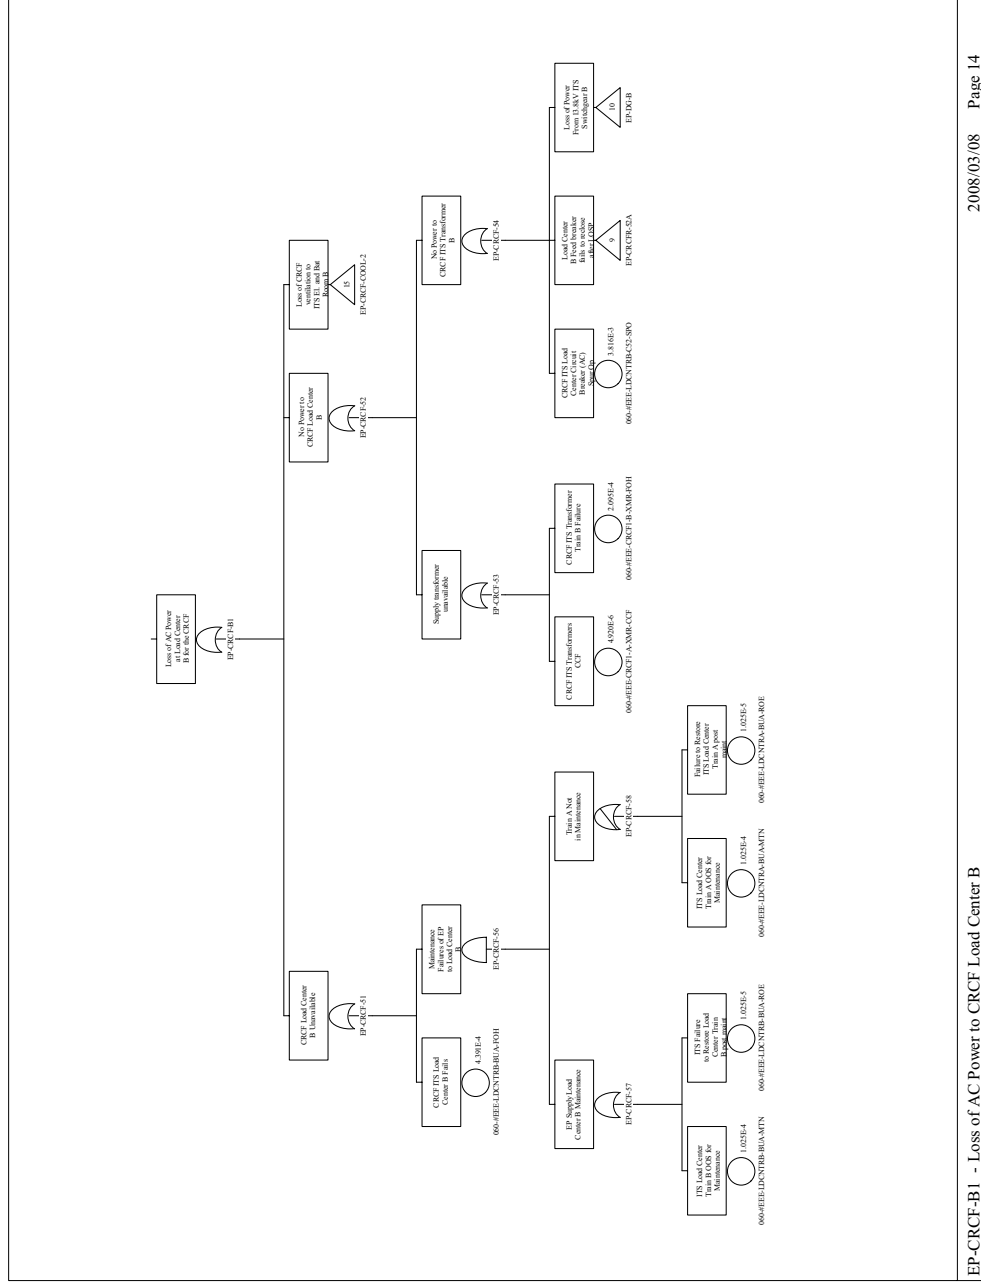 Loss of AC Power
at Load Center
B for the CRCF
EP-CRCF-B1
CRCF Load Center
B Unavailable
EP-CRCF-51
No Power to
CRCF Load Center
B
EP-CRCF-52
Loss of CRCF
ventilation to
ITS EL and Bat
Room B
15
EP-CRCF-COOL-2
CRCF ITS Load
Center B Fails
4.391E-4
060-#EEE-LDCNTRB-BUA-FOH
Maintenance
Failures of EP
to Load Center
B
EP-CRCF-56
Supply transformer
unavailable
EP-CRCF-53
No Power to
CRCF ITS Transformer
B
EP-CRCF-54
EP Supply Load
Center B Maintenance
EP-CRCF-57
Train A Not
in Maintenance
EP-CRCF-58
CRCF ITS Transformers
CCF
4.920E-6
060-#EEE-CRCF1-A-XMR-CCF
CRCF ITS Transformer
Train B Failure
2.095E-4
060-#EEE-CRCF1-B-XMR-FOH
CRCF ITS Load
Center Circuit
Breaker (AC)
Spur Op
3.816E-3
060-#EEE-LDCNTRB-C52-SPO
Load Center
B Feed breaker
fails to reclose
after LOSP
9
EP-CRCFR-52A
Loss of Power
From 13.8kV ITS
Switchgear B
10
EP-DG-B
ITS Load Center
Train B OOS for
Maintenance
1.025E-4
060-#EEE-LDCNTRB-BUA-MTN
ITS Failure
to Restore Load
Center Train
B post maint
1.025E-5
060-#EEE-LDCNTRB-BUA-ROE
ITS Load Center
Train A OOS for
Maintenance
1.025E-4
060-#EEE-LDCNTRA-BUA-MTN
Failure to Restore
ITS Load Center
Train A post
maint
1.025E-5
060-#EEE-LDCNTRA-BUA-ROE
EP-CRCF-B1 - Loss of AC Power to CRCF Load Center B
2008/03/08 Page 14